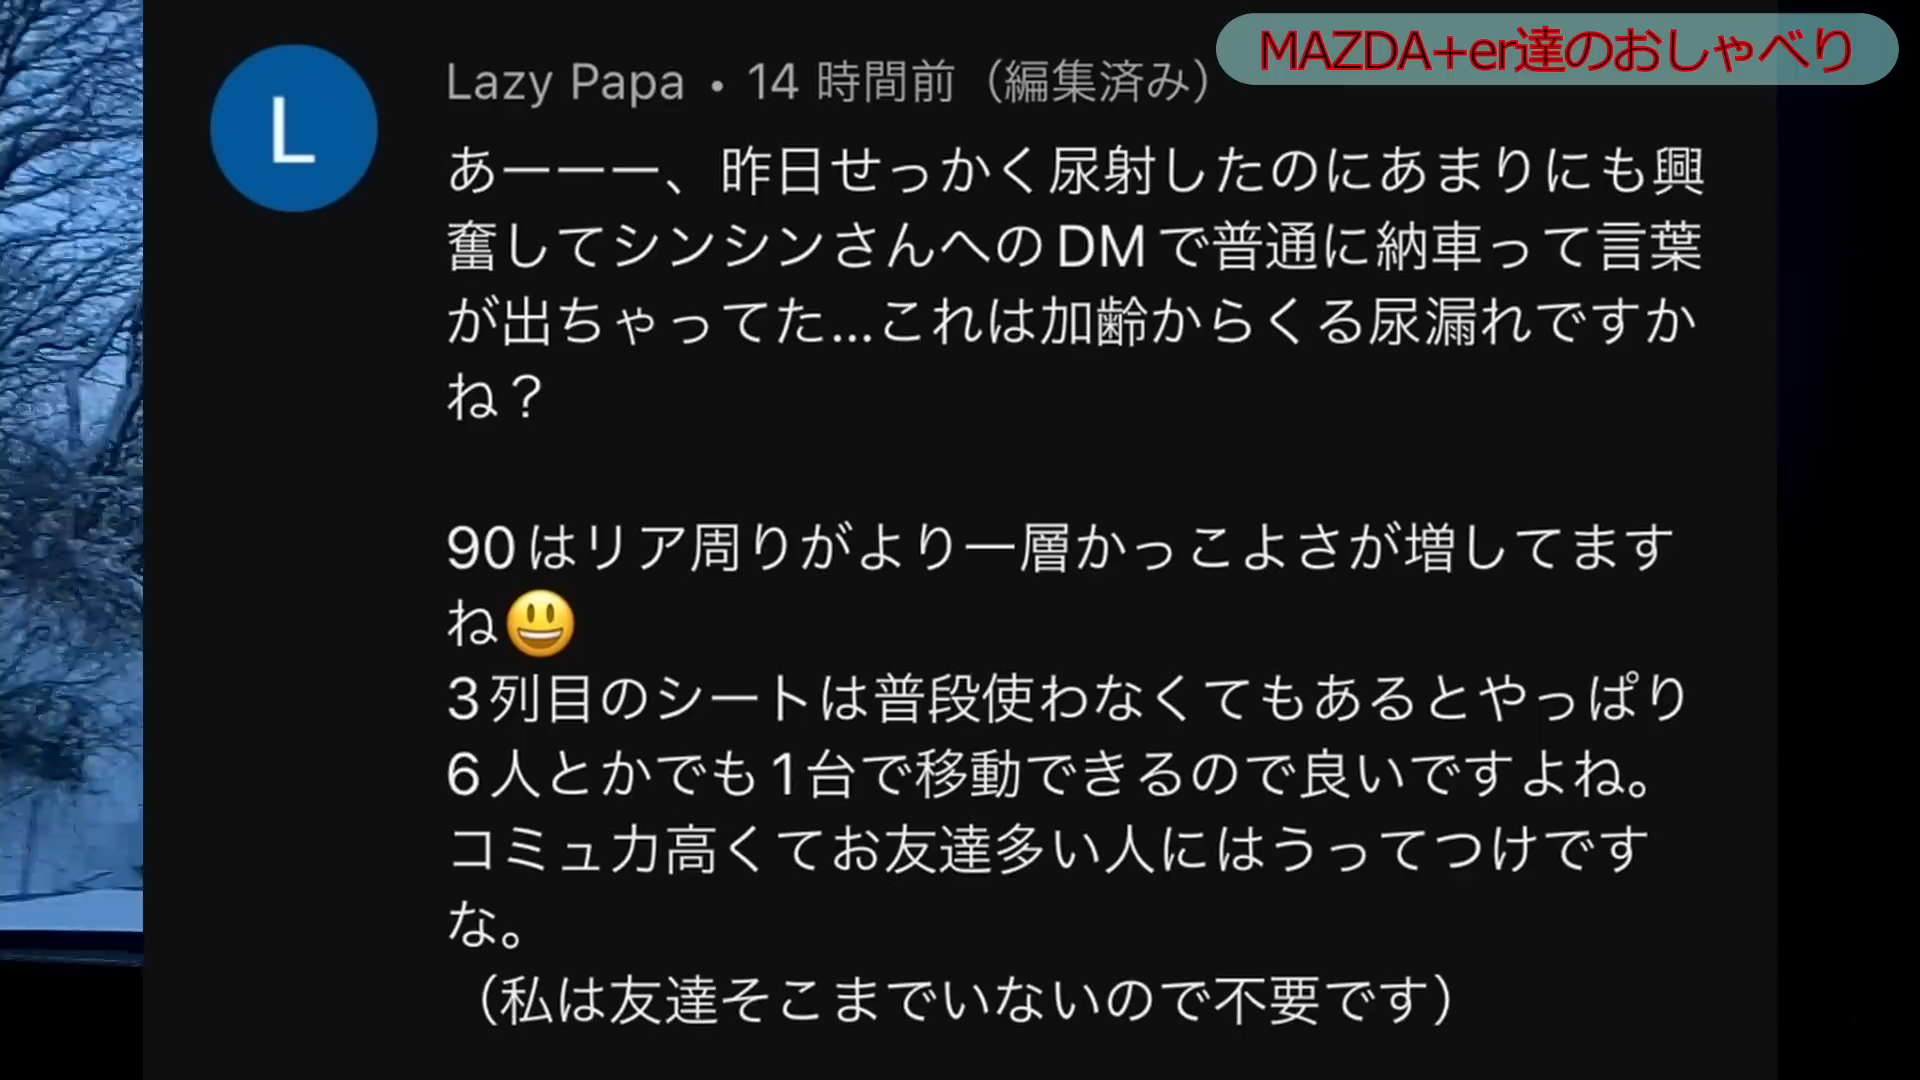 MAZDA+er達のおしゃべり
Lazy Papa • 14 時間前（編集済み）
あーーー、昨日せっかく尿射したのにあまりにも興
奮してシンシンさんへのDMで普通に納車って言葉
が出ちゃってた...これは加齢からくる尿漏れですか
ね？
90はリア周りがより一層かっこよさが増してます
ね😃
3列目のシートは普段使わなくてもあるとやっぱり
6人とかでも1台で移動できるので良いですよね。
コミュ力高くてお友達多い人にはうってつけです
な。
（私は友達そこまでいないので不要です）
L